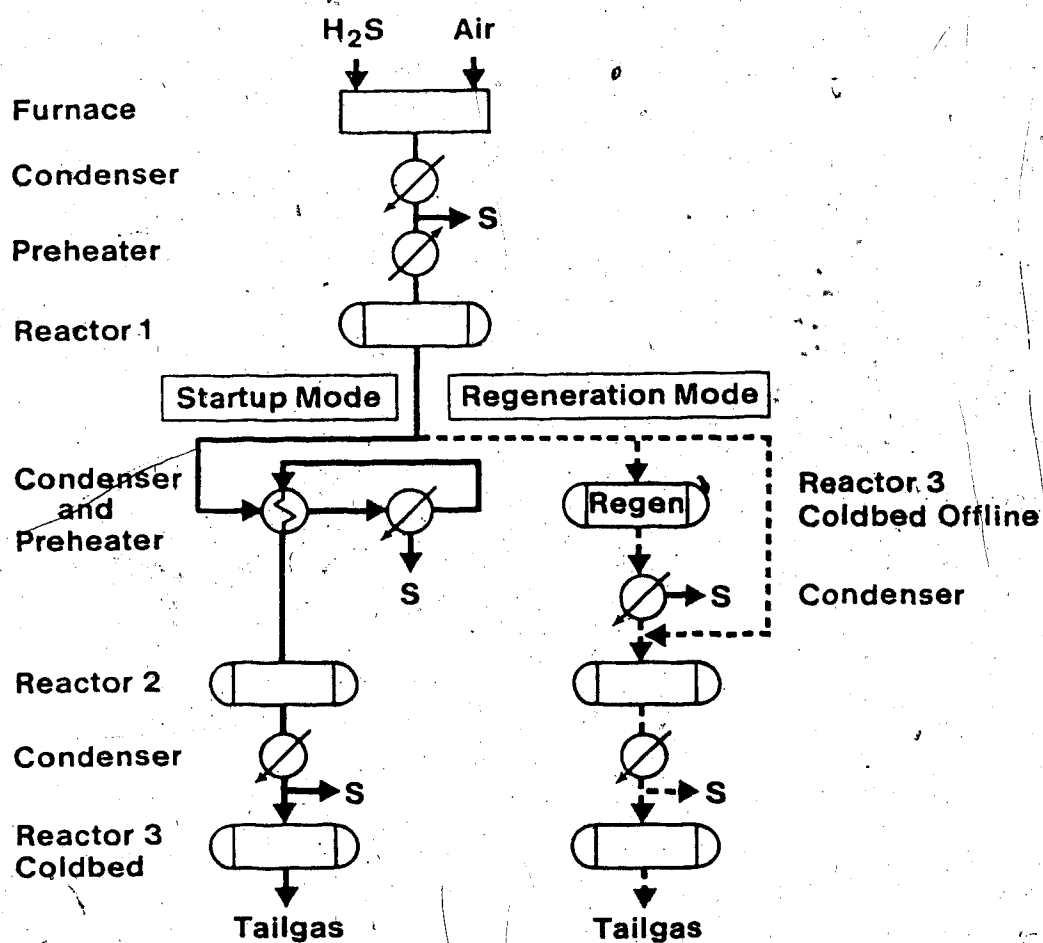 H₂S Air
Furnace
Condenser
S
Preheater
Reactor 1
Startup Mode
Regeneration Mode
Condenser
and
Preheater
S
Regen
Reactor 3
Coldbed Offline
S
Condenser
Reactor 2
Condenser
S
S
Reactor 3
Coldbed
Tailgas
Tailgas